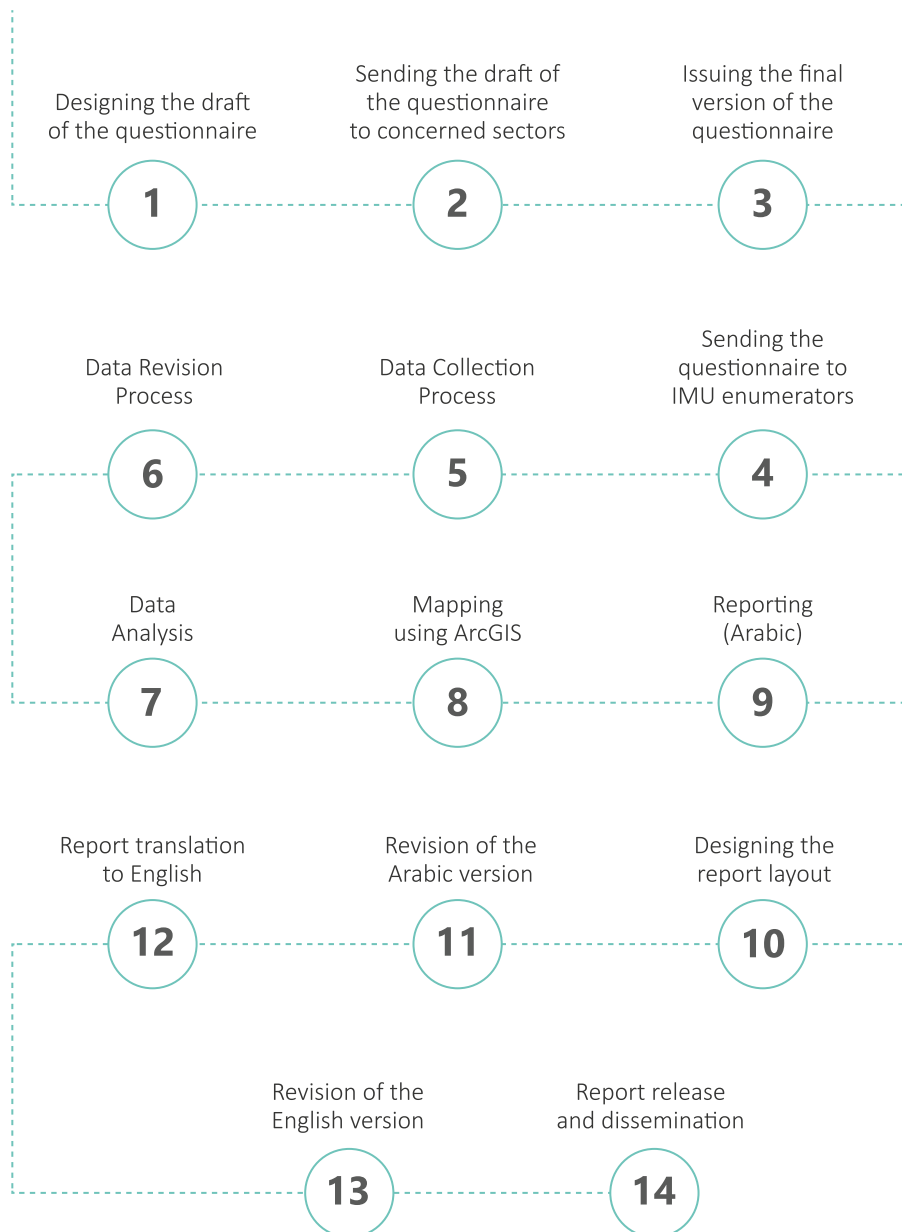 Designing the draft
of the questionnaire
1
Sending the draft of
the questionnaire
to concerned sectors
2
Issuing the final
version of the
questionnaire
3
Sending the
questionnaire to
IMU enumerators
4
Data Collection
Process
5
Data Revision
Process
6
Data
Analysis
7
Mapping
using ArcGIS
8
Reporting
(Arabic)
9
Designing the
report layout
10
Revision of the
Arabic version
11
Report translation
to English
12
Revision of the
English version
13
Report release
and dissemination
14